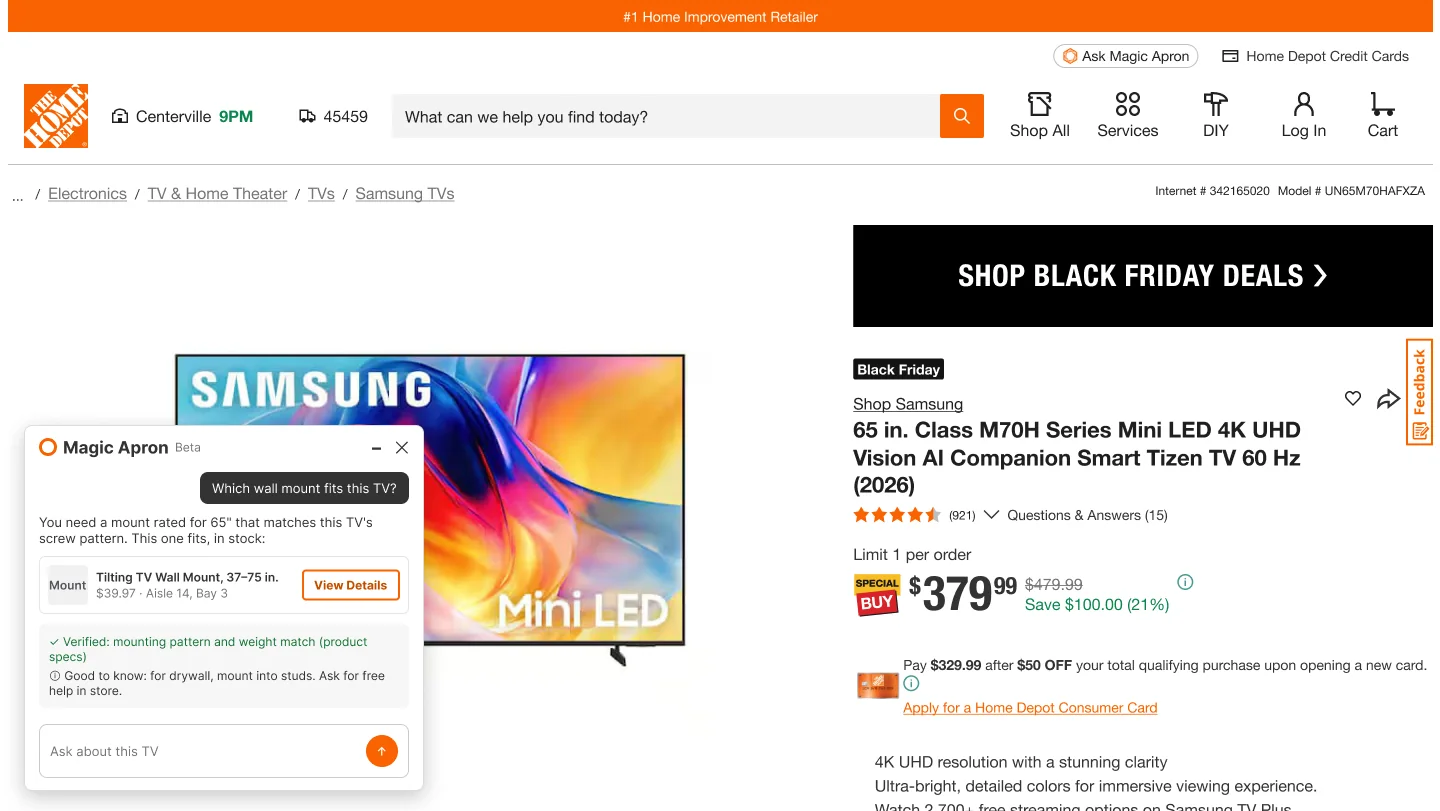 #1 Home Improvement Retailer
Ask Magic Apron
Home Depot Credit Cards
THE HOME DEPOT
Centerville 9PM
45459
What can we help you find today?
Shop All
Services
DIY
Log In
Cart
... / Electronics / TV & Home Theater / TVs / Samsung TVs
Internet # 342165020 Model # UN65M70HAFXZA
SHOP BLACK FRIDAY DEALS ❯
Feedback
Black Friday
Shop Samsung
65 in. Class M70H Series Mini LED 4K UHD
Vision AI Companion Smart Tizen TV 60 Hz
(2026)
(921)
Questions & Answers (15)
Limit 1 per order
SPECIAL
BUY
$379 99
$479.99
Save $100.00 (21%)
Pay $329.99 after $50 OFF your total qualifying purchase upon opening a new card.
Apply for a Home Depot Consumer Card
4K UHD resolution with a stunning clarity
Ultra-bright, detailed colors for immersive viewing experience.
Watch 2,700+ free streaming options on Samsung TV Plus
SAMSUNG
Mini LED
Magic Apron Beta
Which wall mount fits this TV?
You need a mount rated for 65" that matches this TV's
screw pattern. This one fits, in stock:
Mount
Tilting TV Wall Mount, 37–75 in.
$39.97 · Aisle 14, Bay 3
View Details
✓ Verified: mounting pattern and weight match (product
specs)
ⓘ Good to know: for drywall, mount into studs. Ask for free
help in store.
Ask about this TV